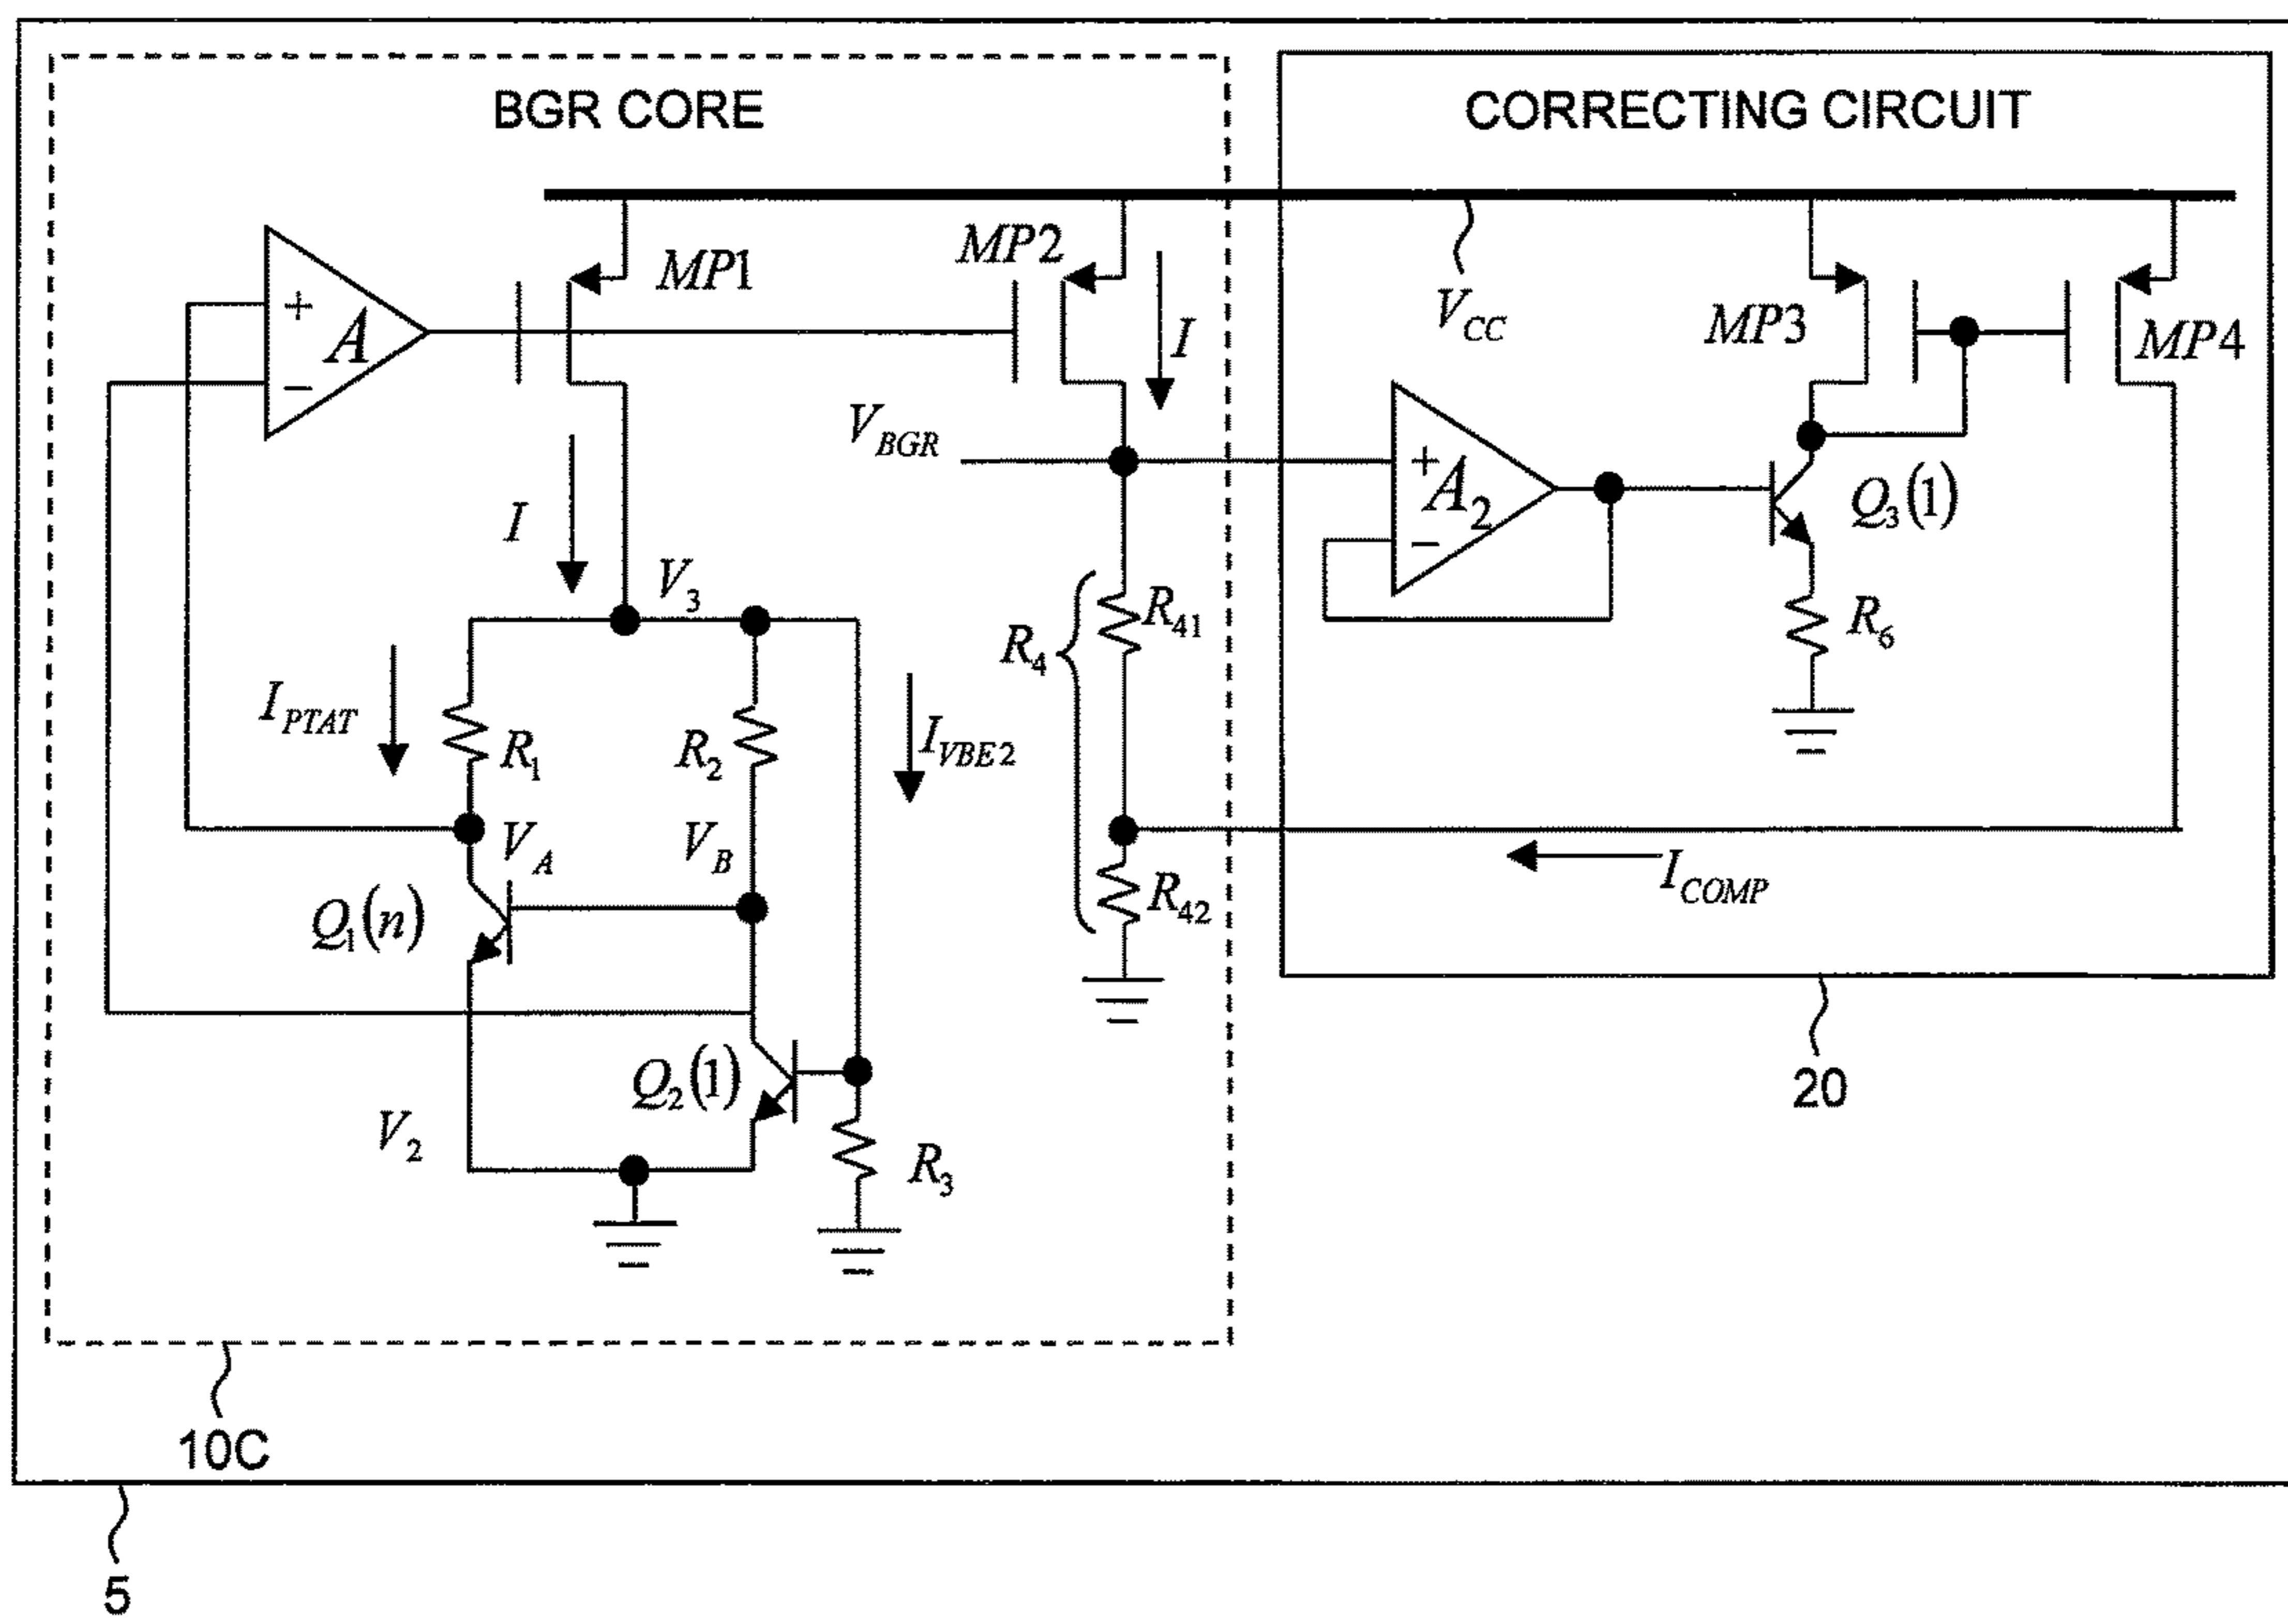 BGR CORE
CORRECTING CIRCUIT
MP1
MP2
I
V_CC
MP3
MP4
+
A
−
V_BGR
+
A_2
−
Q_3(1)
I
V_3
R_4
R_41
R_6
I_PTAT
R_1
R_2
I_VBE2
V_A
V_B
I_COMP
Q_1(n)
R_42
Q_2(1)
V_2
R_3
20
10C
5